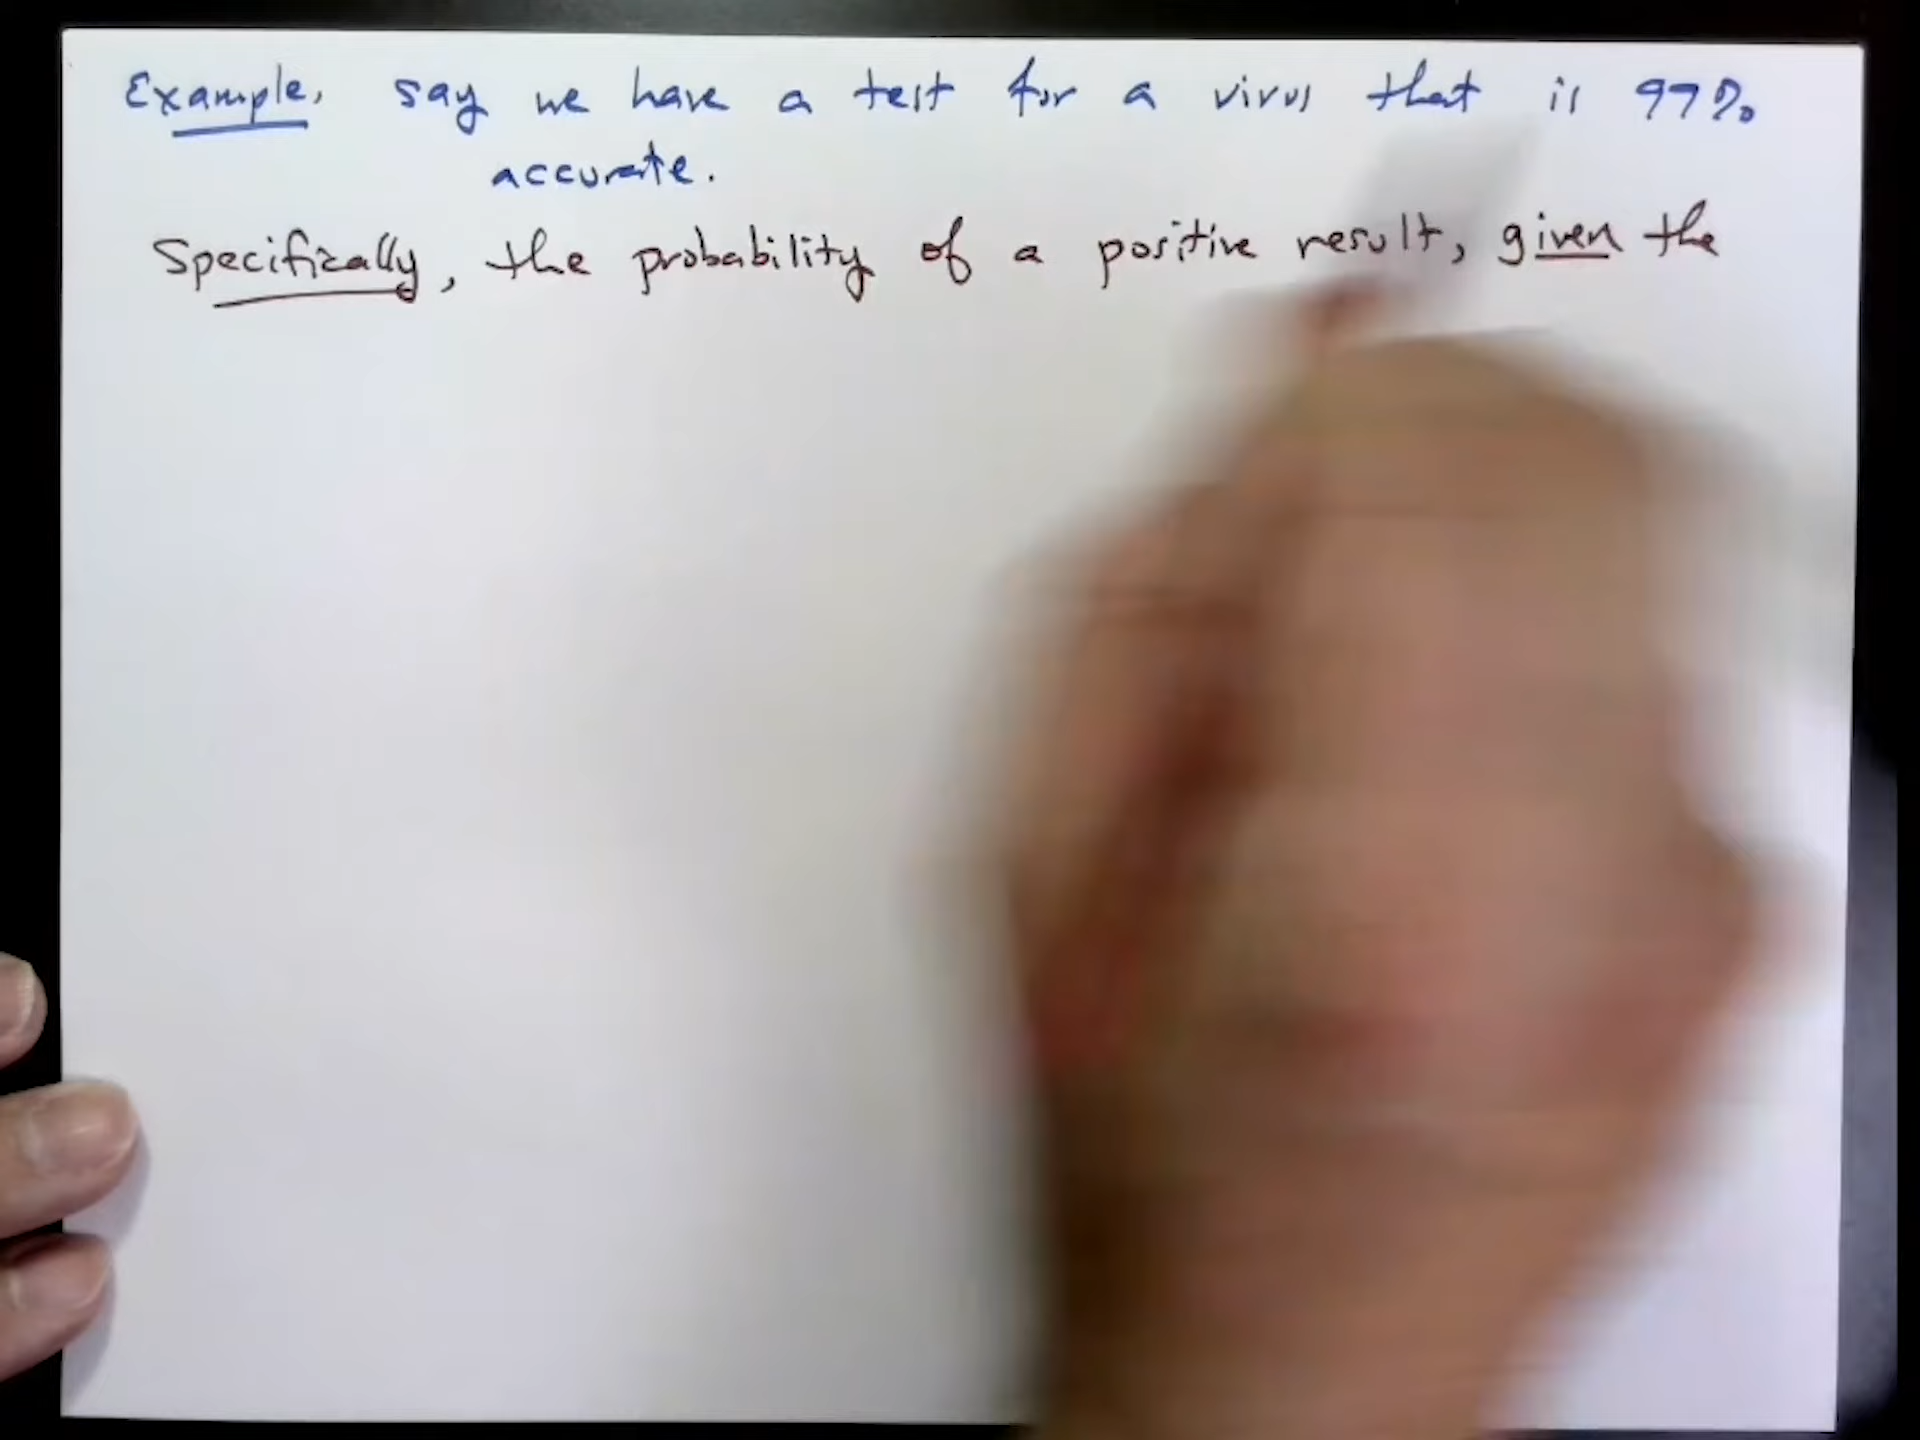 Example. say we have a test for a virus that is 99%
accurate.
Specifically, the probability of a positive result, given the